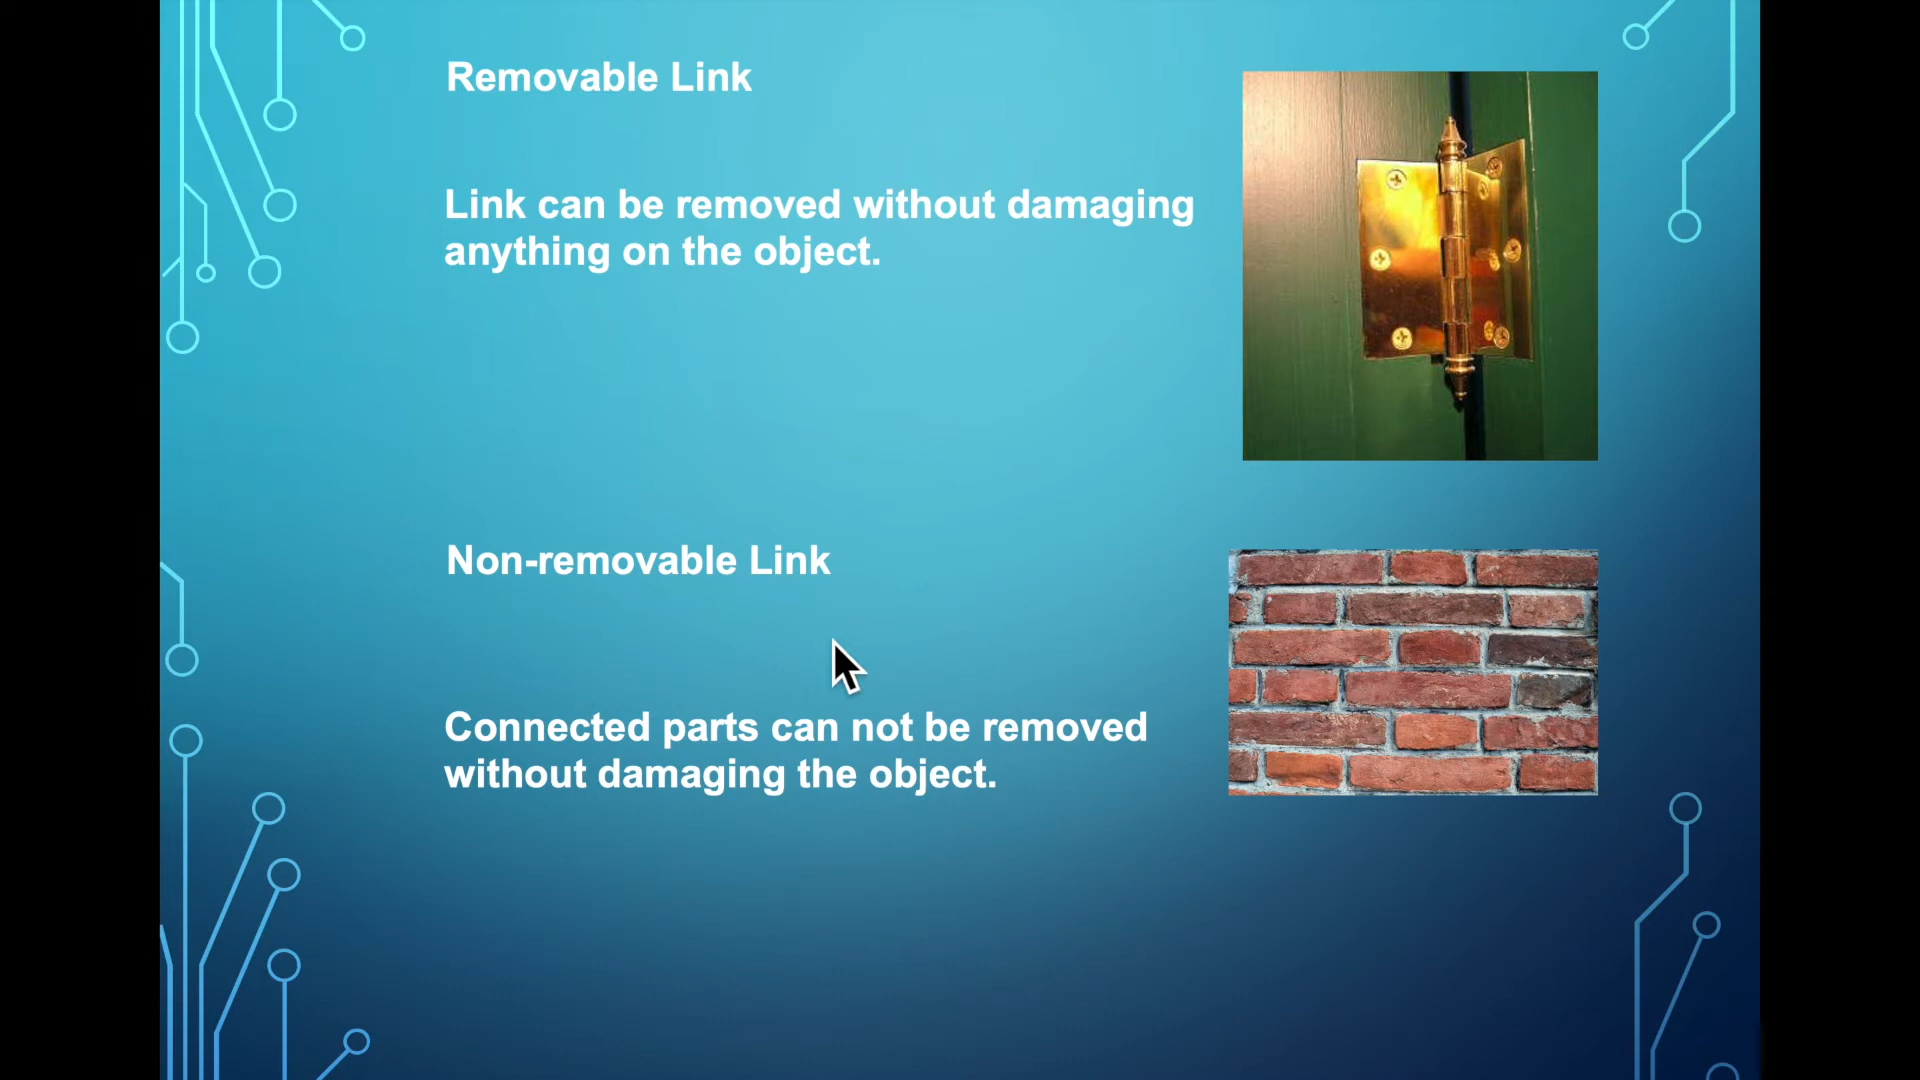 Removable Link
Link can be removed without damaging
anything on the object.
Non-removable Link
Connected parts can not be removed
without damaging the object.